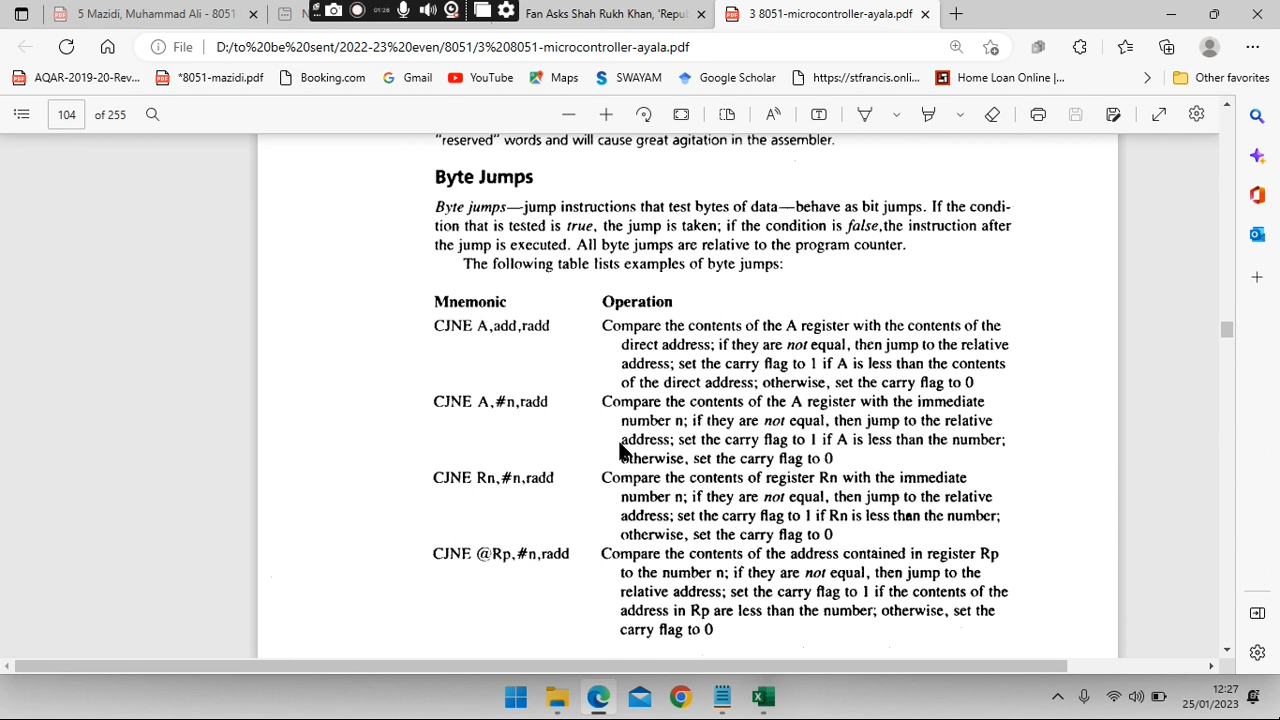 5 Mazidi, Muhammad Ali - 8051
01:28
Fan Asks Shah Rukh Khan, 'Repul
3 8051-microcontroller-ayala.pdf
File D:/to%20be%20sent/2022-23%20even/8051/3%208051-microcontroller-ayala.pdf
AQAR-2019-20-Rev... *8051-mazidi.pdf Booking.com Gmail YouTube Maps SWAYAM Google Scholar https://stfrancis.onli... Home Loan Online |... Other favorites
104 of 255
"reserved" words and will cause great agitation in the assembler.
Byte Jumps
Byte jumps—jump instructions that test bytes of data—behave as bit jumps. If the condi-
tion that is tested is true, the jump is taken; if the condition is false,the instruction after
the jump is executed. All byte jumps are relative to the program counter.
The following table lists examples of byte jumps:
Mnemonic Operation
CJNE A,add,radd Compare the contents of the A register with the contents of the
direct address; if they are not equal, then jump to the relative
address; set the carry flag to 1 if A is less than the contents
of the direct address; otherwise, set the carry flag to 0
CJNE A,#n,radd Compare the contents of the A register with the immediate
number n; if they are not equal, then jump to the relative
address; set the carry flag to 1 if A is less than the number;
otherwise, set the carry flag to 0
CJNE Rn,#n,radd Compare the contents of register Rn with the immediate
number n; if they are not equal, then jump to the relative
address; set the carry flag to 1 if Rn is less than the number;
otherwise, set the carry flag to 0
CJNE @Rp,#n,radd Compare the contents of the address contained in register Rp
to the number n; if they are not equal, then jump to the
relative address; set the carry flag to 1 if the contents of the
address in Rp are less than the number; otherwise, set the
carry flag to 0
12:27
25/01/2023